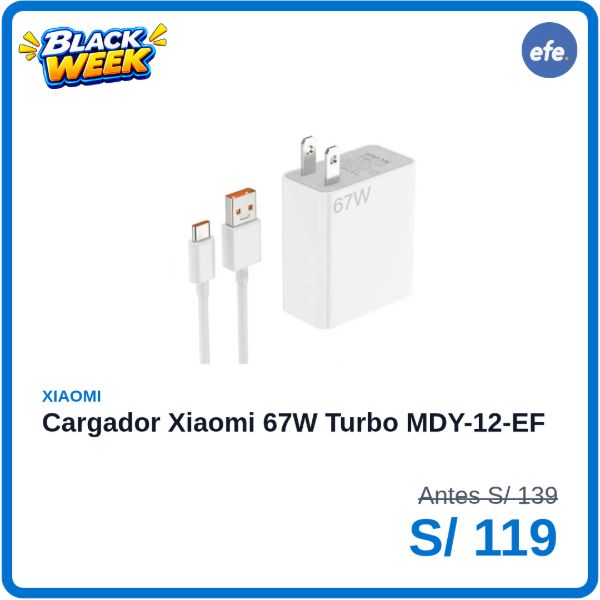 BLACK
WEEK
efe.
67W
XIAOMI
Cargador Xiaomi 67W Turbo MDY-12-EF
Antes S/ 139
S/ 119